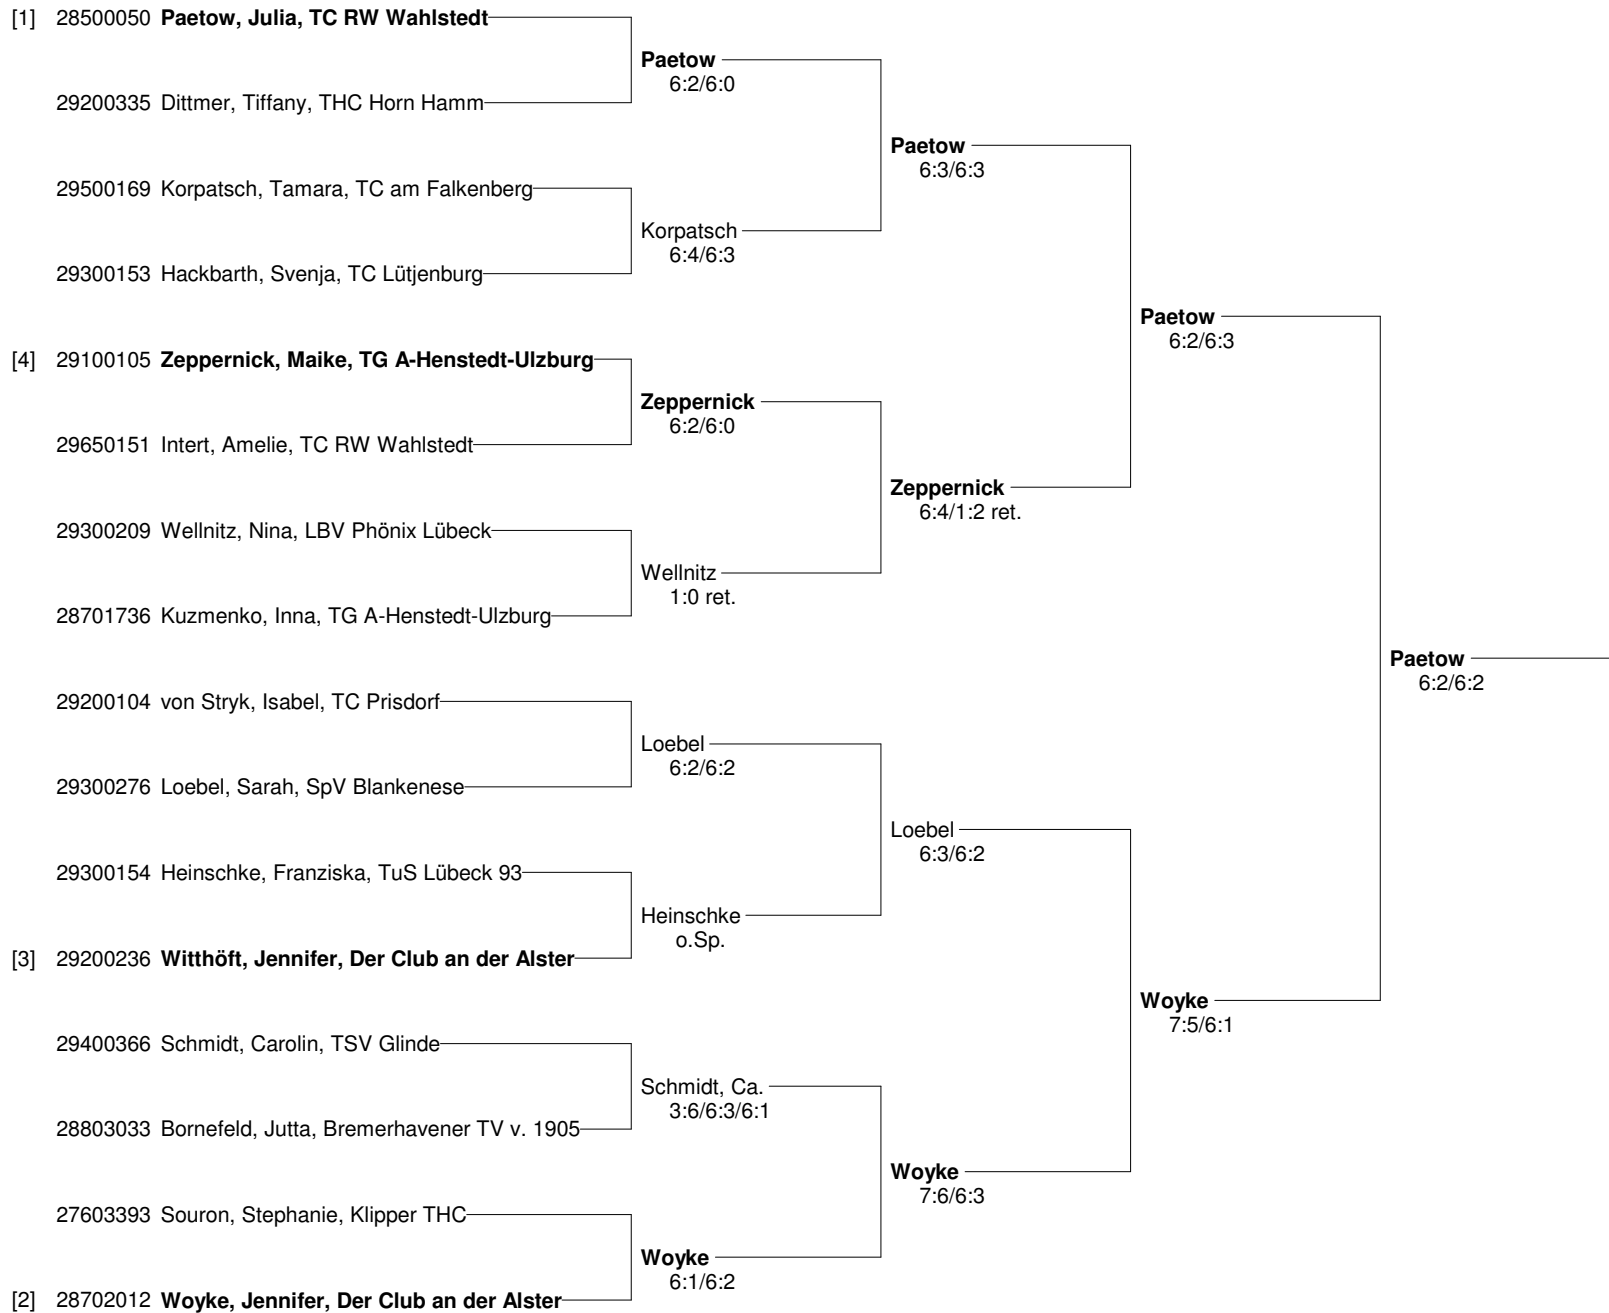 [1] 28500050 Paetow, Julia, TC RW Wahlstedt
Paetow
6:2/6:0
29200335 Dittmer, Tiffany, THC Horn Hamm
Paetow
6:3/6:3
29500169 Korpatsch, Tamara, TC am Falkenberg
Korpatsch
6:4/6:3
29300153 Hackbarth, Svenja, TC Lütjenburg
Paetow
6:2/6:3
[4] 29100105 Zeppernick, Maike, TG A-Henstedt-Ulzburg
Zeppernick
6:2/6:0
29650151 Intert, Amelie, TC RW Wahlstedt
Zeppernick
6:4/1:2 ret.
29300209 Wellnitz, Nina, LBV Phönix Lübeck
Wellnitz
1:0 ret.
28701736 Kuzmenko, Inna, TG A-Henstedt-Ulzburg
Paetow
6:2/6:2
29200104 von Stryk, Isabel, TC Prisdorf
Loebel
6:2/6:2
29300276 Loebel, Sarah, SpV Blankenese
Loebel
6:3/6:2
29300154 Heinschke, Franziska, TuS Lübeck 93
Heinschke
o.Sp.
[3] 29200236 Witthöft, Jennifer, Der Club an der Alster
Woyke
7:5/6:1
29400366 Schmidt, Carolin, TSV Glinde
Schmidt, Ca.
3:6/6:3/6:1
28803033 Bornefeld, Jutta, Bremerhavener TV v. 1905
Woyke
7:6/6:3
27603393 Souron, Stephanie, Klipper THC
Woyke
6:1/6:2
[2] 28702012 Woyke, Jennifer, Der Club an der Alster